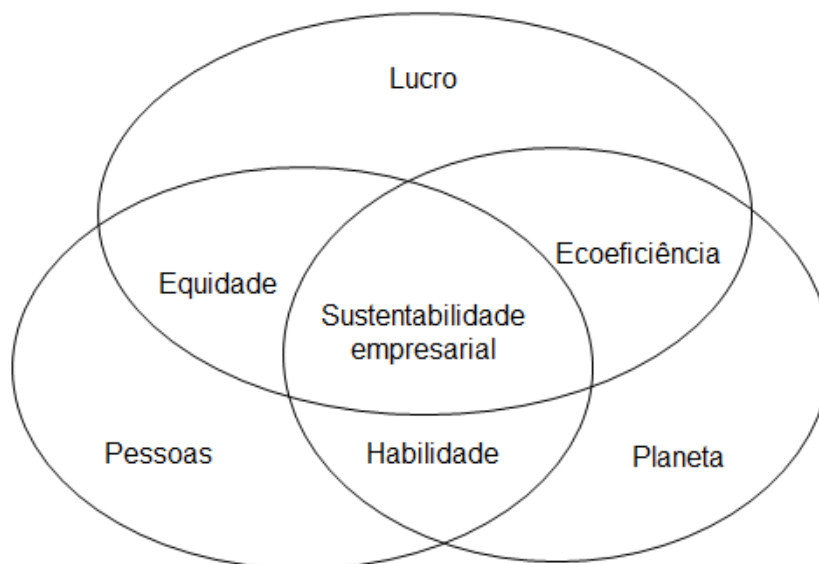 Lucro
Ecoeficiência
Equidade
Sustentabilidade
empresarial
Pessoas
Habilidade
Planeta